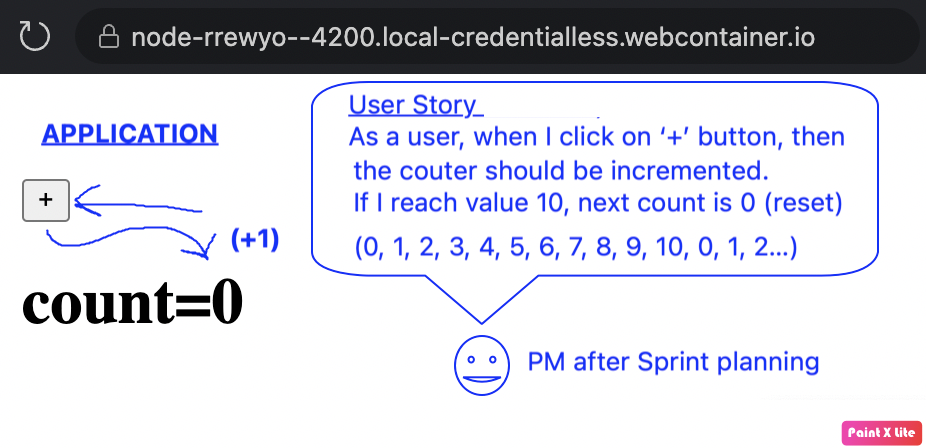 node-rrewyo--4200.local-credentialless.webcontainer.io
APPLICATION
+
(+1)
count=0
User Story
As a user, when I click on ‘+’ button, then
the couter should be incremented.
If I reach value 10, next count is 0 (reset)
(0, 1, 2, 3, 4, 5, 6, 7, 8, 9, 10, 0, 1, 2...)
PM after Sprint planning
Paint X Lite